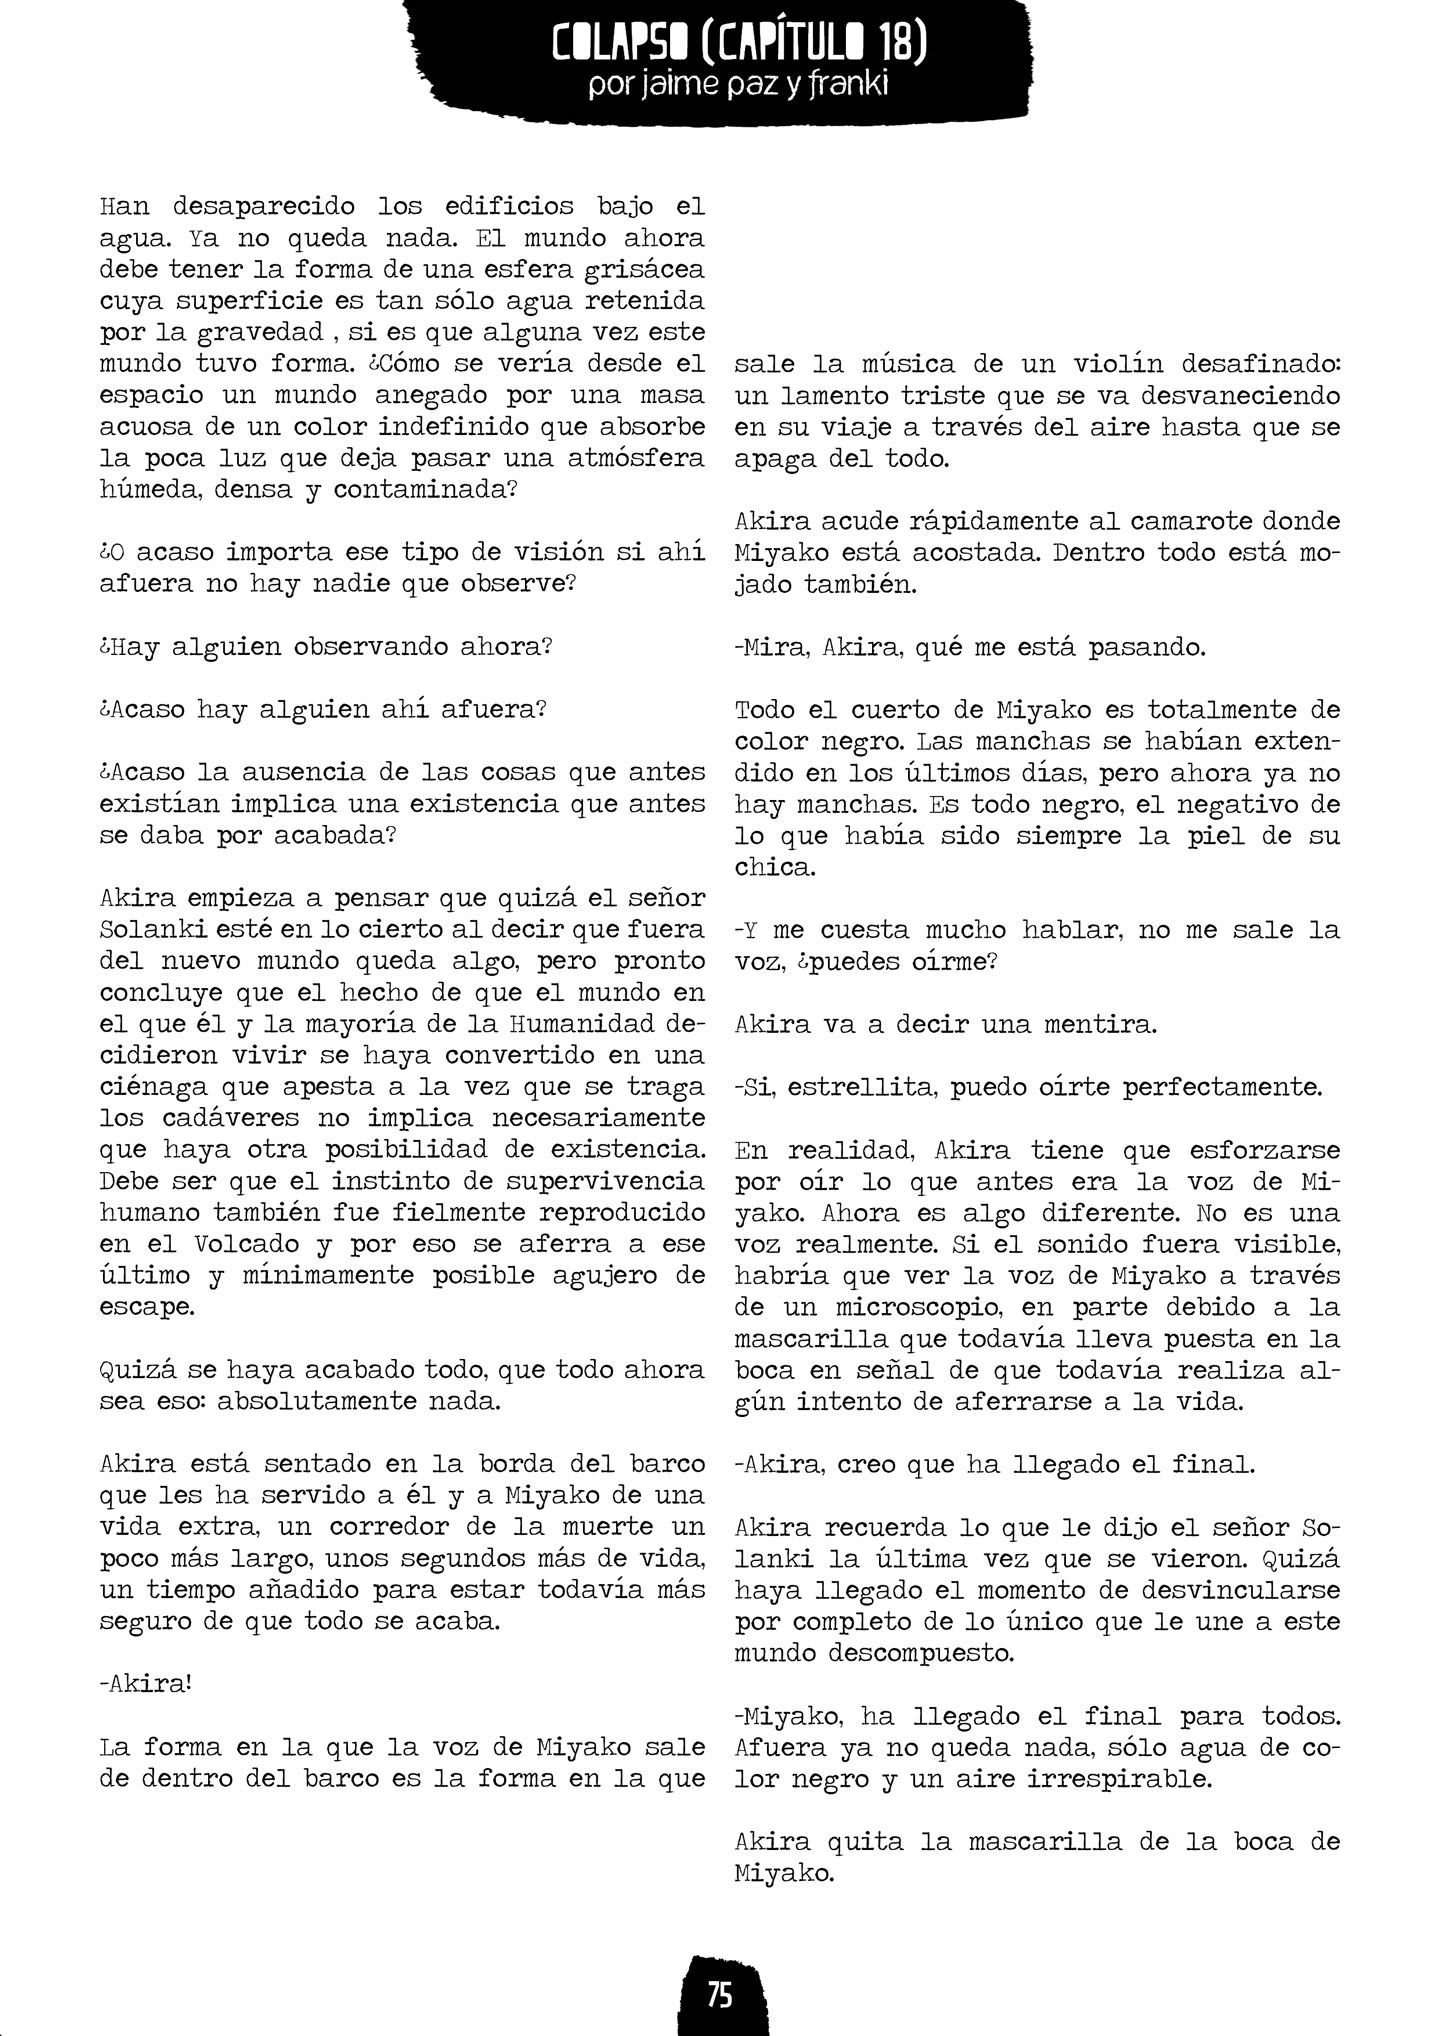 COLAPSO (CAPÍTULO 18)
por jaime paz y franki
Han desaparecido los edificios bajo el
agua. Ya no queda nada. El mundo ahora
debe tener la forma de una esfera grisácea
cuya superficie es tan sólo agua retenida
por la gravedad , si es que alguna vez este
mundo tuvo forma. ¿Cómo se vería desde el
espacio un mundo anegado por una masa
acuosa de un color indefinido que absorbe
la poca luz que deja pasar una atmósfera
húmeda, densa y contaminada?
¿O acaso importa ese tipo de visión si ahí
afuera no hay nadie que observe?
¿Hay alguien observando ahora?
¿Acaso hay alguien ahí afuera?
¿Acaso la ausencia de las cosas que antes
existían implica una existencia que antes
se daba por acabada?
Akira empieza a pensar que quizá el señor
Solanki esté en lo cierto al decir que fuera
del nuevo mundo queda algo, pero pronto
concluye que el hecho de que el mundo en
el que él y la mayoría de la Humanidad de-
cidieron vivir se haya convertido en una
ciénaga que apesta a la vez que se traga
los cadáveres no implica necesariamente
que haya otra posibilidad de existencia.
Debe ser que el instinto de supervivencia
humano también fue fielmente reproducido
en el Volcado y por eso se aferra a ese
último y mínimamente posible agujero de
escape.
Quizá se haya acabado todo, que todo ahora
sea eso: absolutamente nada.
Akira está sentado en la borda del barco
que les ha servido a él y a Miyako de una
vida extra, un corredor de la muerte un
poco más largo, unos segundos más de vida,
un tiempo añadido para estar todavía más
seguro de que todo se acaba.
-Akira!
La forma en la que la voz de Miyako sale
de dentro del barco es la forma en la que
sale la música de un violín desafinado:
un lamento triste que se va desvaneciendo
en su viaje a través del aire hasta que se
apaga del todo.
Akira acude rápidamente al camarote donde
Miyako está acostada. Dentro todo está mo-
jado también.
-Mira, Akira, qué me está pasando.
Todo el cuerto de Miyako es totalmente de
color negro. Las manchas se habían exten-
dido en los últimos días, pero ahora ya no
hay manchas. Es todo negro, el negativo de
lo que había sido siempre la piel de su
chica.
-Y me cuesta mucho hablar, no me sale la
voz, ¿puedes oírme?
Akira va a decir una mentira.
-Si, estrellita, puedo oírte perfectamente.
En realidad, Akira tiene que esforzarse
por oír lo que antes era la voz de Mi-
yako. Ahora es algo diferente. No es una
voz realmente. Si el sonido fuera visible,
habría que ver la voz de Miyako a través
de un microscopio, en parte debido a la
mascarilla que todavía lleva puesta en la
boca en señal de que todavía realiza al-
gún intento de aferrarse a la vida.
-Akira, creo que ha llegado el final.
Akira recuerda lo que le dijo el señor So-
lanki la última vez que se vieron. Quizá
haya llegado el momento de desvincularse
por completo de lo único que le une a este
mundo descompuesto.
-Miyako, ha llegado el final para todos.
Afuera ya no queda nada, sólo agua de co-
lor negro y un aire irrespirable.
Akira quita la mascarilla de la boca de
Miyako.
75